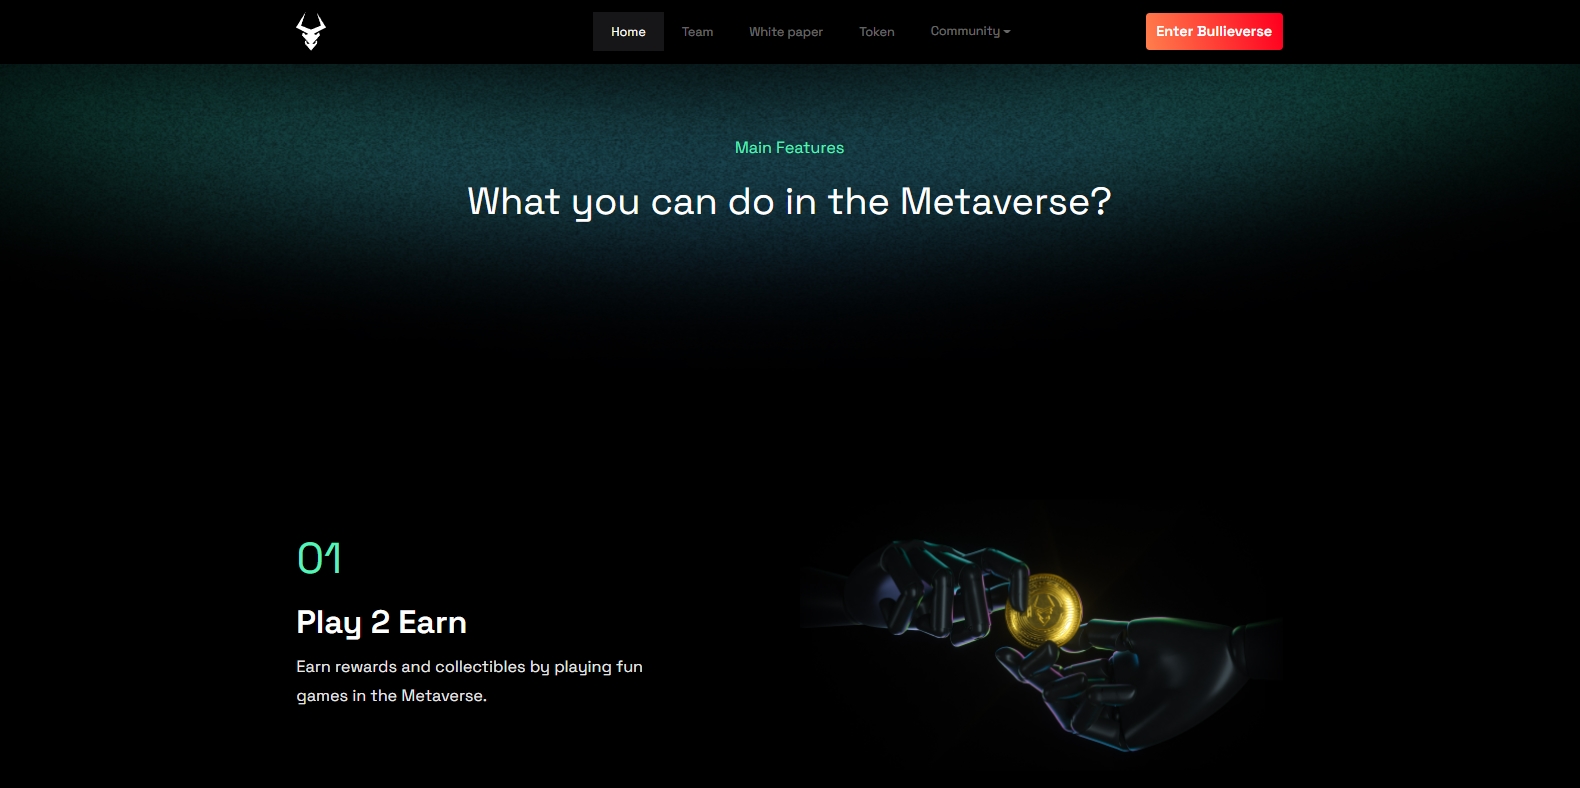 Home
Team
White paper
Token
Community
Enter Bullieverse
Main Features
What you can do in the Metaverse?
01
Play 2 Earn
Earn rewards and collectibles by playing fun
games in the Metaverse.